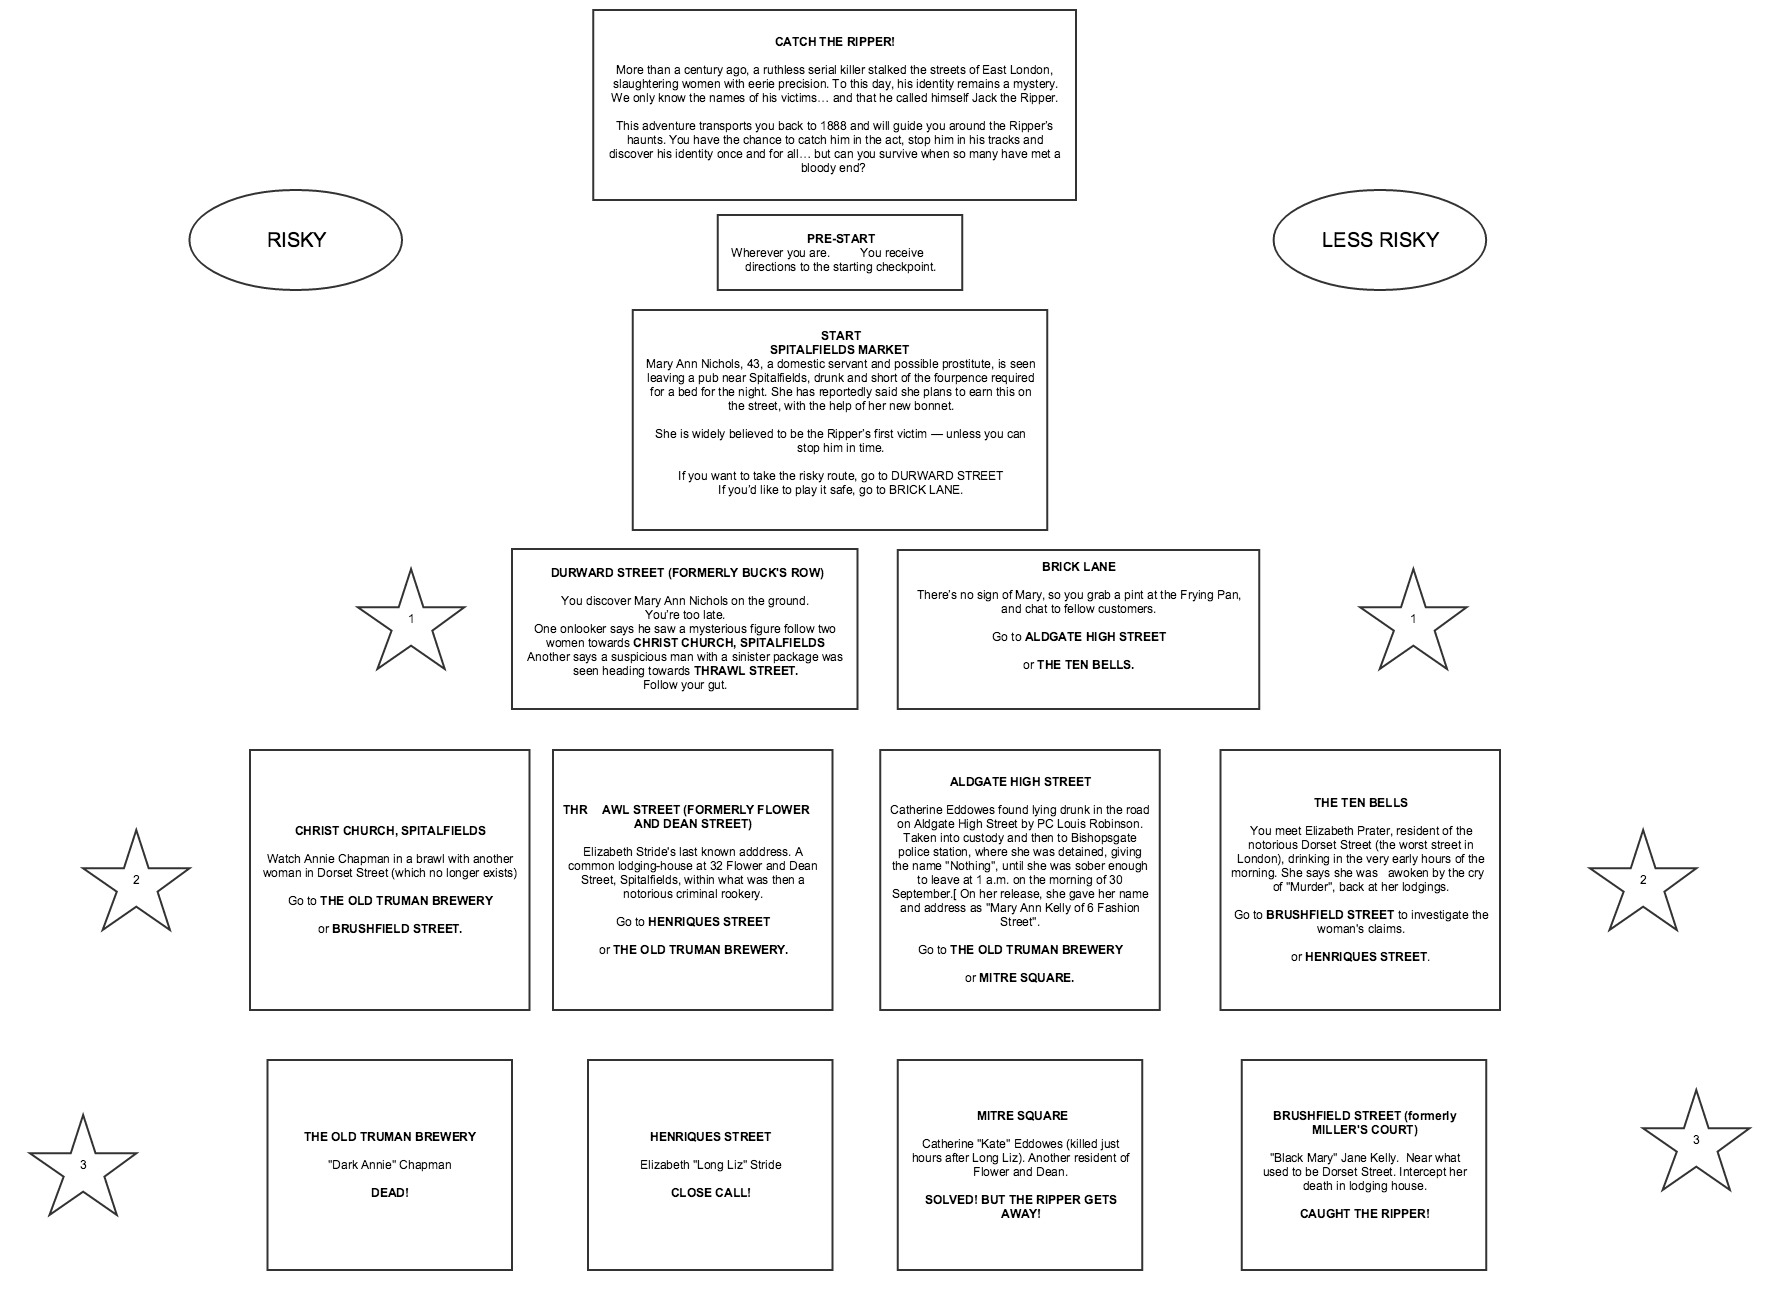 CATCH THE RIPPER!
More than a century ago, a ruthless serial killer stalked the streets of East London,
slaughtering women with eerie precision. To this day, his identity remains a mystery.
We only know the names of his victims… and that he called himself Jack the Ripper.
This adventure transports you back to 1888 and will guide you around the Ripper's
haunts. You have the chance to catch him in the act, stop him in his tracks and
discover his identity once and for all… but can you survive when so many have met a
bloody end?
RISKY
LESS RISKY
PRE-START
Wherever you are. You receive
directions to the starting checkpoint.
START
SPITALFIELDS MARKET
Mary Ann Nichols, 43, a domestic servant and possible prostitute, is seen
leaving a pub near Spitalfields, drunk and short of the fourpence required
for a bed for the night. She has reportedly said she plans to earn this on
the street, with the help of her new bonnet.
She is widely believed to be the Ripper's first victim — unless you can
stop him in time.
If you want to take the risky route, go to DURWARD STREET
If you'd like to play it safe, go to BRICK LANE.
1
DURWARD STREET (FORMERLY BUCK'S ROW)
You discover Mary Ann Nichols on the ground.
You're too late.
One onlooker says he saw a mysterious figure follow two
women towards CHRIST CHURCH, SPITALFIELDS
Another says a suspicious man with a sinister package was
seen heading towards THRAWL STREET.
Follow your gut.
BRICK LANE
There's no sign of Mary, so you grab a pint at the Frying Pan,
and chat to fellow customers.
Go to ALDGATE HIGH STREET
or THE TEN BELLS.
1
2
CHRIST CHURCH, SPITALFIELDS
Watch Annie Chapman in a brawl with another
woman in Dorset Street (which no longer exists)
Go to THE OLD TRUMAN BREWERY
or BRUSHFIELD STREET.
THR AWL STREET (FORMERLY FLOWER
AND DEAN STREET)
Elizabeth Stride's last known adddress. A
common lodging-house at 32 Flower and Dean
Street, Spitalfields, within what was then a
notorious criminal rookery.
Go to HENRIQUES STREET
or THE OLD TRUMAN BREWERY.
ALDGATE HIGH STREET
Catherine Eddowes found lying drunk in the road
on Aldgate High Street by PC Louis Robinson.
Taken into custody and then to Bishopsgate
police station, where she was detained, giving
the name "Nothing", until she was sober enough
to leave at 1 a.m. on the morning of 30
September.[ On her release, she gave her name
and address as "Mary Ann Kelly of 6 Fashion
Street".
Go to THE OLD TRUMAN BREWERY
or MITRE SQUARE.
THE TEN BELLS
You meet Elizabeth Prater, resident of the
notorious Dorset Street (the worst street in
London), drinking in the very early hours of the
morning. She says she was awoken by the cry
of "Murder", back at her lodgings.
Go to BRUSHFIELD STREET to investigate the
woman's claims.
or HENRIQUES STREET.
2
3
THE OLD TRUMAN BREWERY
"Dark Annie" Chapman
DEAD!
HENRIQUES STREET
Elizabeth "Long Liz" Stride
CLOSE CALL!
MITRE SQUARE
Catherine "Kate" Eddowes (killed just
hours after Long Liz). Another resident of
Flower and Dean.
SOLVED! BUT THE RIPPER GETS
AWAY!
BRUSHFIELD STREET (formerly
MILLER'S COURT)
"Black Mary" Jane Kelly. Near what
used to be Dorset Street. Intercept her
death in lodging house.
CAUGHT THE RIPPER!
3